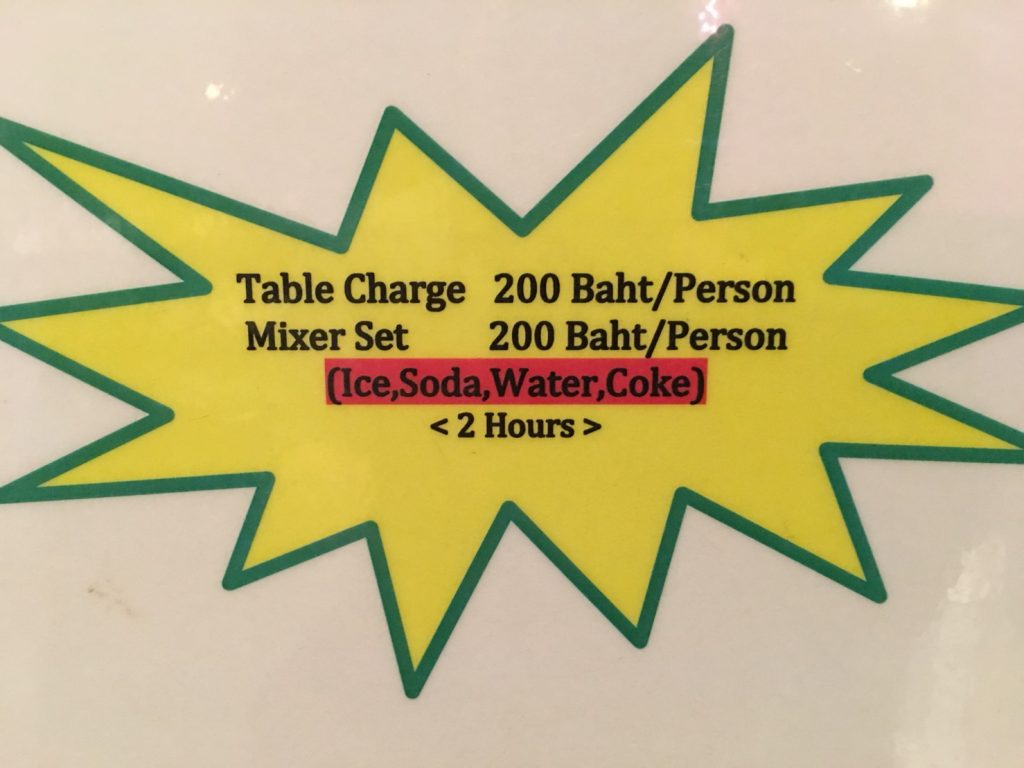 Table Charge 200 Baht/Person
Mixer Set 200 Baht/Person
(Ice,Soda,Water,Coke)
< 2 Hours >